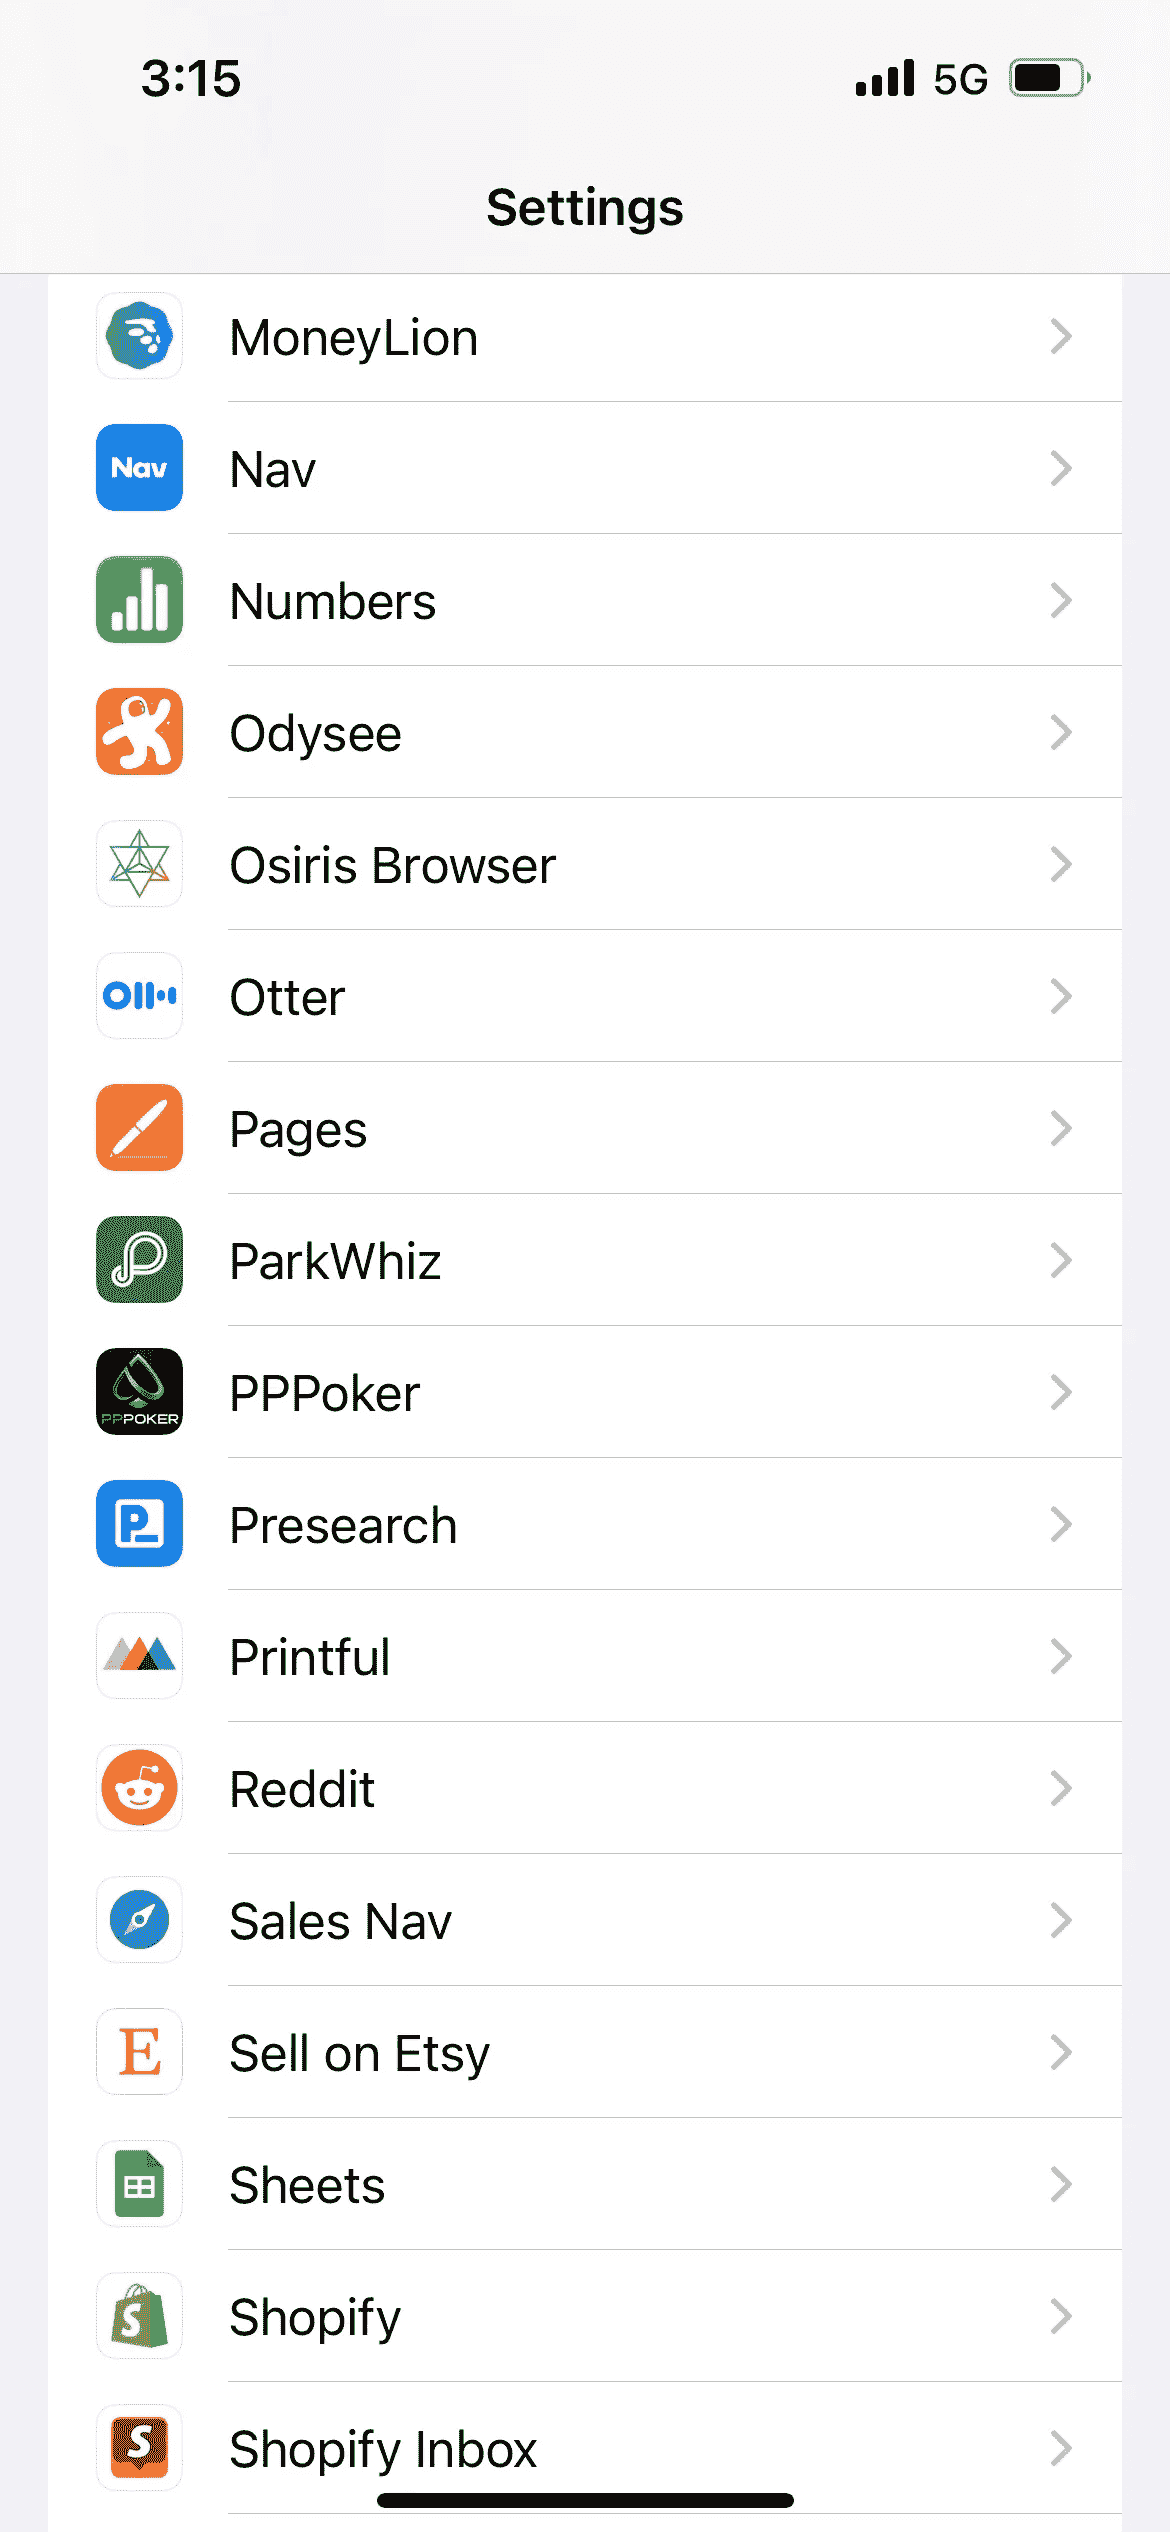 3:15 5G
Settings
MoneyLion
Nav Nav
Numbers
Odysee
Osiris Browser
Otter
Pages
ParkWhiz
PPPOKER PPPoker
Presearch
Printful
Reddit
Sales Nav
E Sell on Etsy
Sheets
S Shopify
S Shopify Inbox